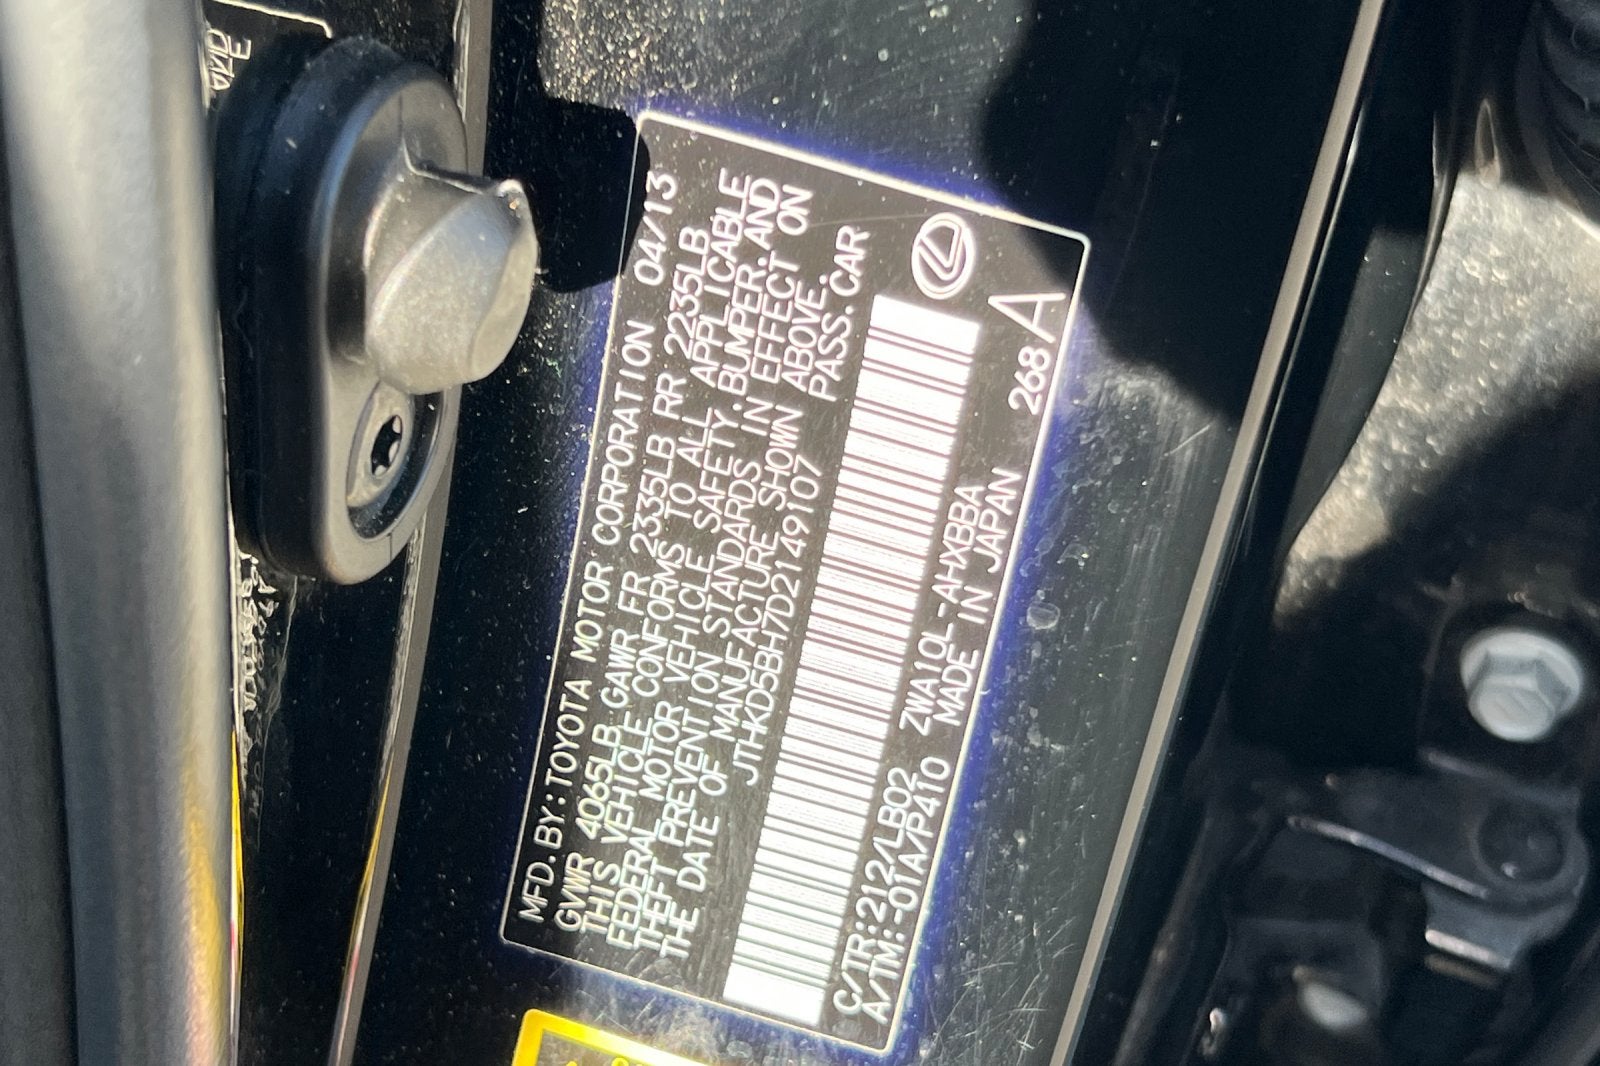 MFD.BY:TOYOTA MOTOR CORPORATION 04/13
GVWR 4065LB GAWR FR 2335LB RR 2235LB
THIS VEHICLE CONFORMS TO ALL APPLICABLE
FEDERAL MOTOR VEHICLE SAFETY.BUMPER.AND
THEFT PREVENTION STANDARDS IN EFFECT ON
THE DATE OF MANUFACTURE SHOWN ABOVE.
JTHKD5BH7D2149107 PASS.CAR
C/TR:212/LB02 ZWA10L-AHXBBA 268A
A/TM:-01A/P410 MADE IN JAPAN